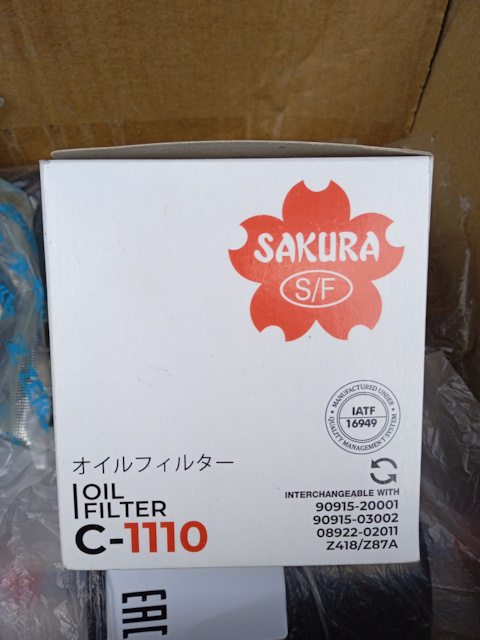 SAKURA
S/F
MANUFACTURED UNDER
IATF
16949
QUALITY MANAGEMENT SYSTEM
オイルフィルター
OIL
FILTER
C-1110
INTERCHANGEABLE WITH
90915-20001
90915-03002
08922-02011
Z418/Z87A
EAC